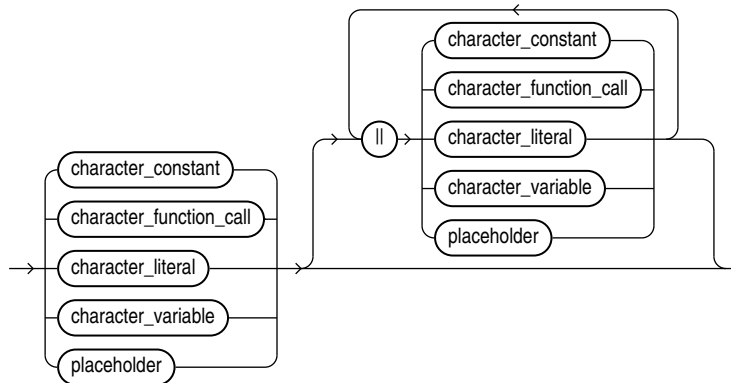 character_constant
character_function_call
character_literal
character_variable
placeholder
||
character_constant
character_function_call
character_literal
character_variable
placeholder